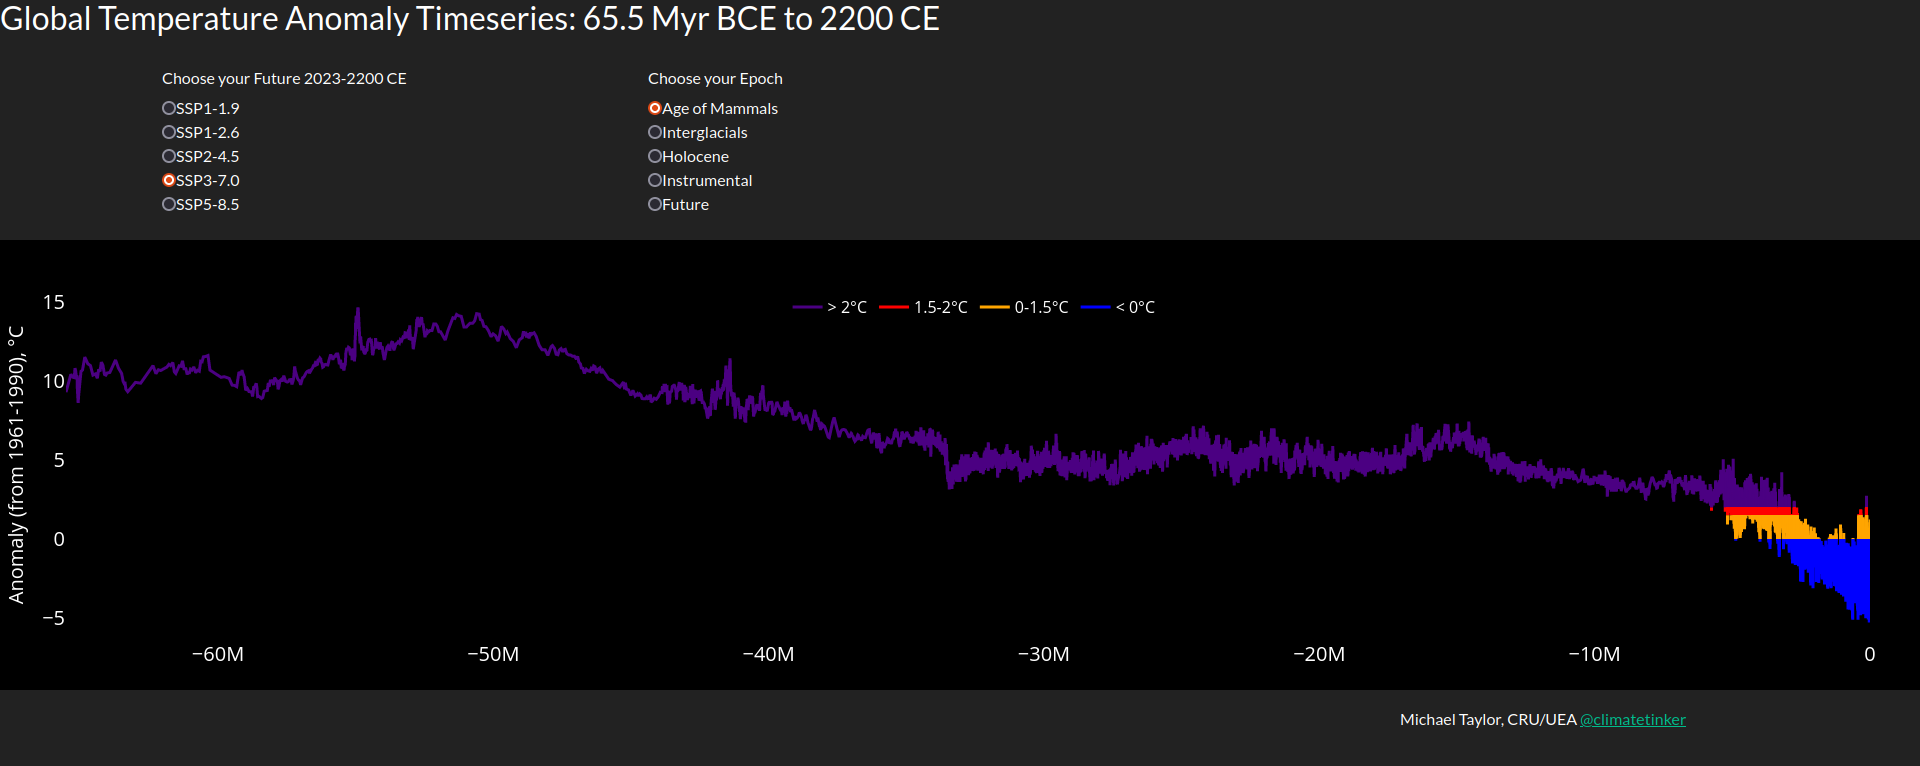 Global Temperature Anomaly Timeseries: 65.5 Myr BCE to 2200 CE
Choose your Future 2023-2200 CE
SSP1-1.9
SSP1-2.6
SSP2-4.5
SSP3-7.0
SSP5-8.5
Choose your Epoch
Age of Mammals
Interglacials
Holocene
Instrumental
Future
> 2°C 1.5-2°C 0-1.5°C < 0°C
Anomaly (from 1961-1990), °C
15
10
5
0
−5
−60M −50M −40M −30M −20M −10M 0
Michael Taylor, CRU/UEA @climatetinker